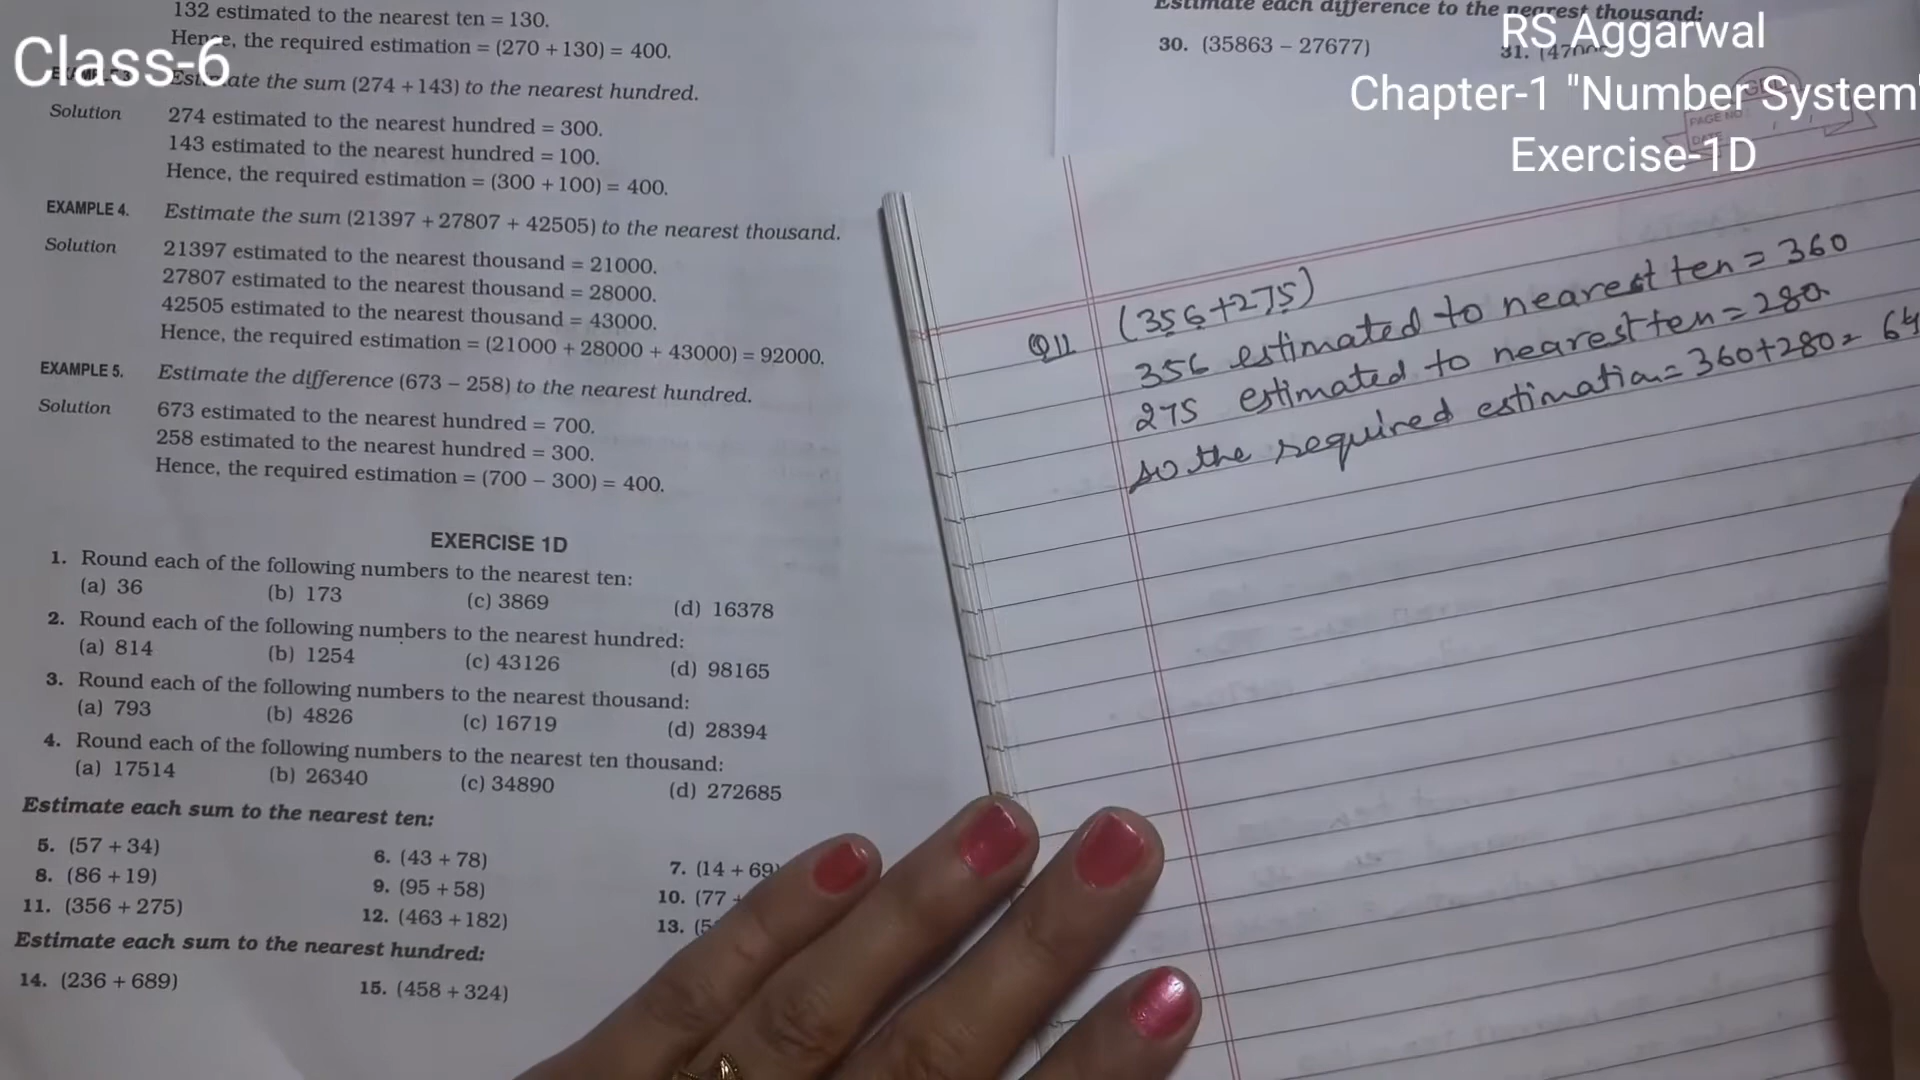 132 estimated to the nearest ten = 130.
Hence, the required estimation = (270 + 130) = 400.
Class-6
Estimate the sum (274 + 143) to the nearest hundred.
Solution 274 estimated to the nearest hundred = 300.
143 estimated to the nearest hundred = 100.
Hence, the required estimation = (300 + 100) = 400.
EXAMPLE 4. Estimate the sum (21397 + 27807 + 42505) to the nearest thousand.
Solution 21397 estimated to the nearest thousand = 21000.
27807 estimated to the nearest thousand = 28000.
42505 estimated to the nearest thousand = 43000.
Hence, the required estimation = (21000 + 28000 + 43000) = 92000.
EXAMPLE 5. Estimate the difference (673 − 258) to the nearest hundred.
Solution 673 estimated to the nearest hundred = 700.
258 estimated to the nearest hundred = 300.
Hence, the required estimation = (700 − 300) = 400.
EXERCISE 1D
1. Round each of the following numbers to the nearest ten:
(a) 36 (b) 173 (c) 3869 (d) 16378
2. Round each of the following numbers to the nearest hundred:
(a) 814 (b) 1254 (c) 43126 (d) 98165
3. Round each of the following numbers to the nearest thousand:
(a) 793 (b) 4826 (c) 16719 (d) 28394
4. Round each of the following numbers to the nearest ten thousand:
(a) 17514 (b) 26340 (c) 34890 (d) 272685
Estimate each sum to the nearest ten:
5. (57 + 34) 6. (43 + 78) 7. (14 + 69)
8. (86 + 19) 9. (95 + 58) 10. (77 +
11. (356 + 275) 12. (463 + 182) 13. (5
Estimate each sum to the nearest hundred:
14. (236 + 689) 15. (458 + 324)
Estimate each difference to the nearest thousand:
30. (35863 − 27677) 31.
RS Aggarwal
Chapter-1 "Number System"
Exercise-1D
PAGE NO
DATE
Q11 (356+275)
356 estimated to nearest ten = 360
275 estimated to nearest ten = 280.
so the required estimation = 360+280 = 64